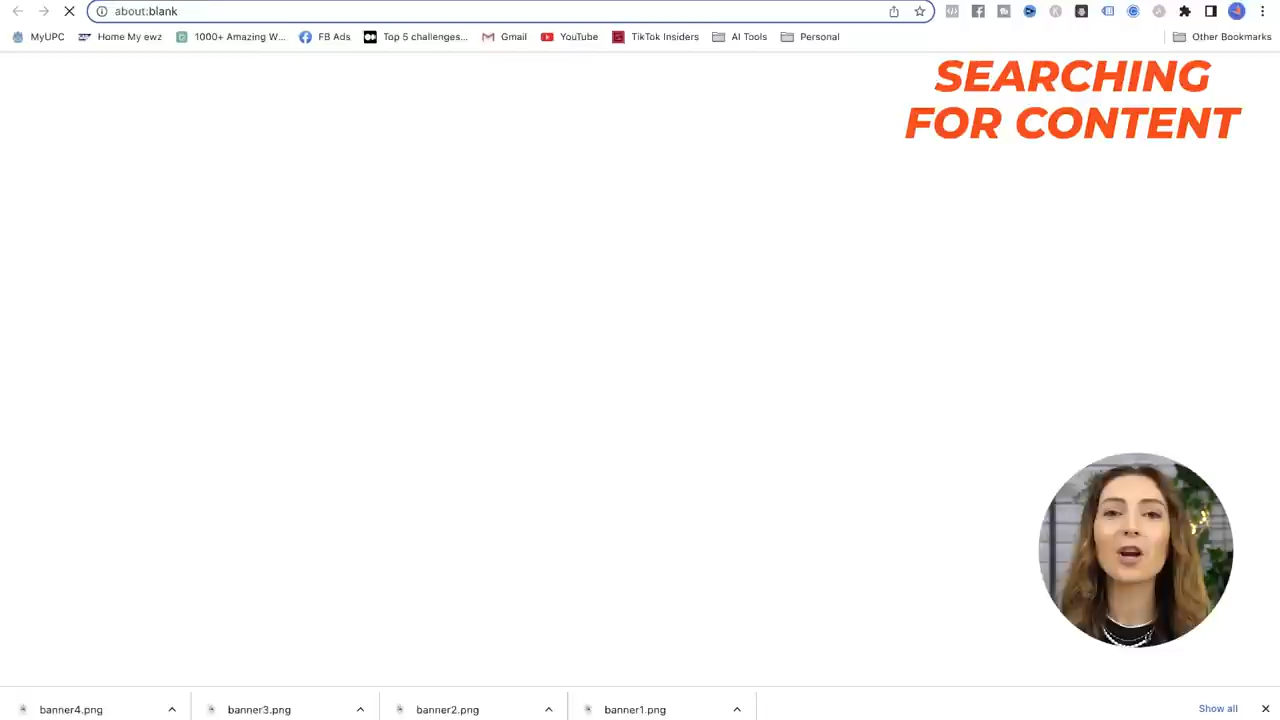 about:blank
MyUPC
Home My ewz
1000+ Amazing W...
FB Ads
Top 5 challenges...
Gmail
YouTube
TikTok Insiders
AI Tools
Personal
Other Bookmarks
SEARCHING
FOR CONTENT
banner4.png
banner3.png
banner2.png
banner1.png
Show all